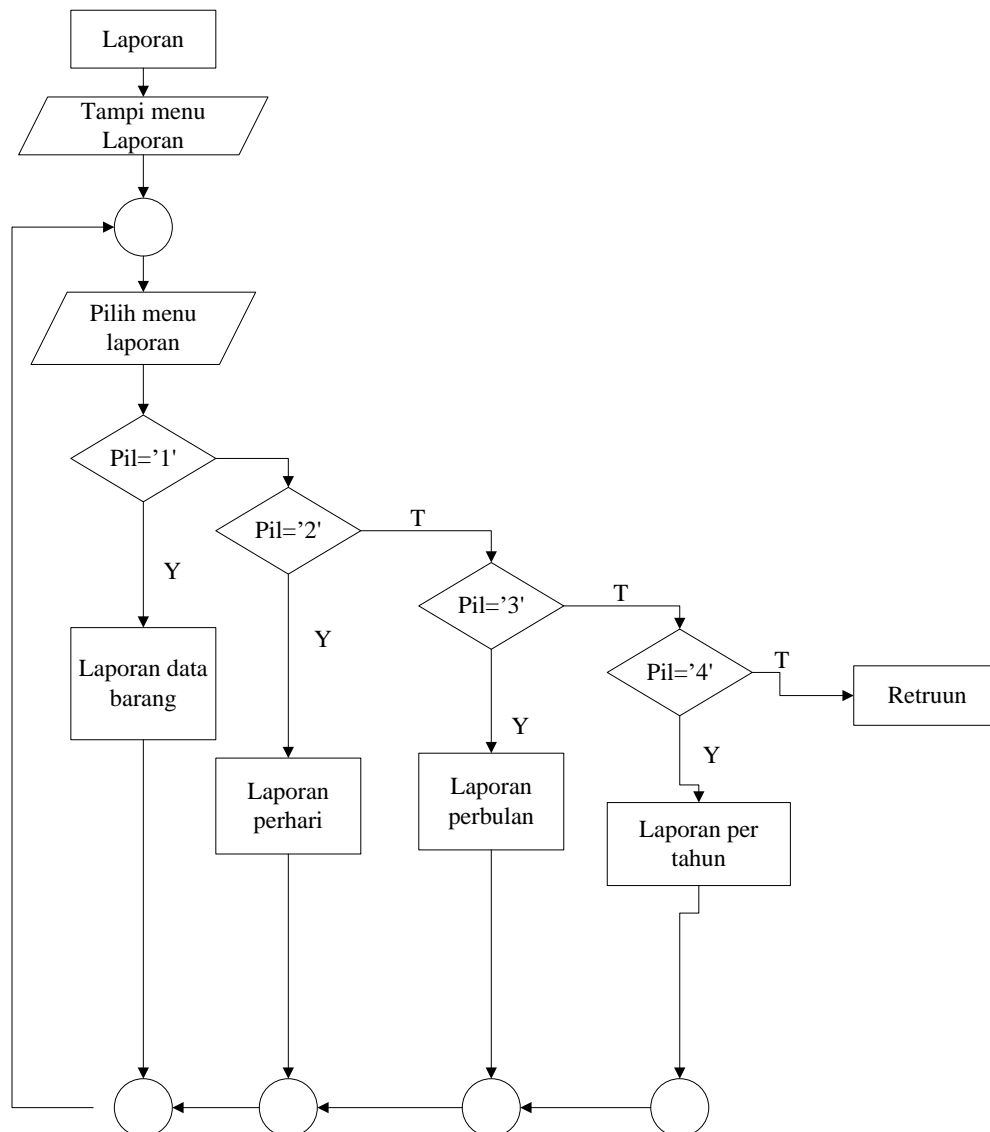 Laporan
Tampi menu
Laporan
Pilih menu
laporan
Pil=’1'
Y
Laporan data
barang
Pil=’2'
T
Y
Laporan
perhari
Pil=’3'
T
Y
Laporan
perbulan
Pil=’4'
T
Y
Laporan per
tahun
Retruun